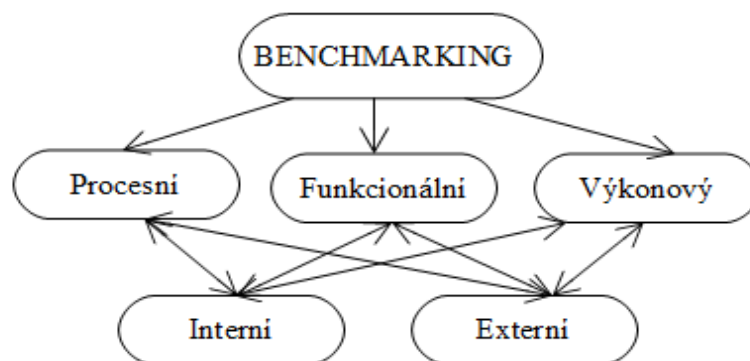 BENCHMARKING
Procesní
Funkcionální
Výkonový
Interní
Externí